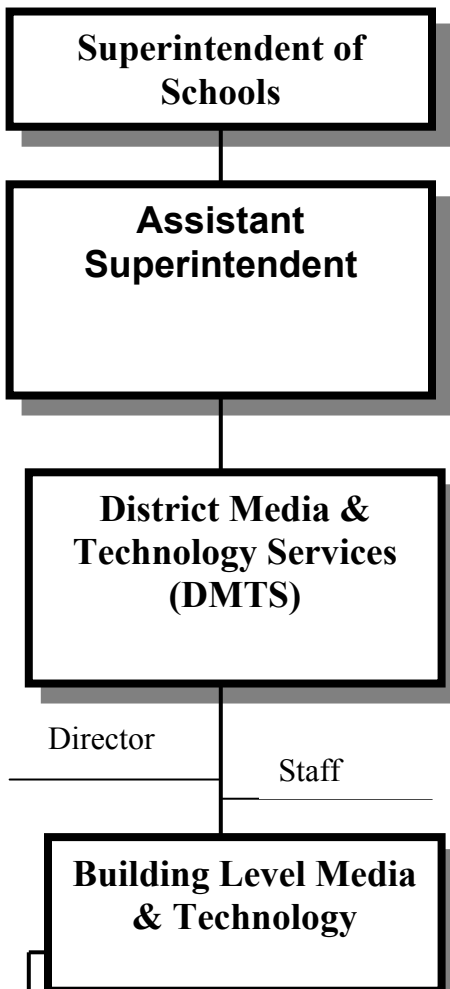 Superintendent of
Schools
Assistant
Superintendent
District Media &
Technology Services
(DMTS)
Director
Staff
Building Level Media
& Technology